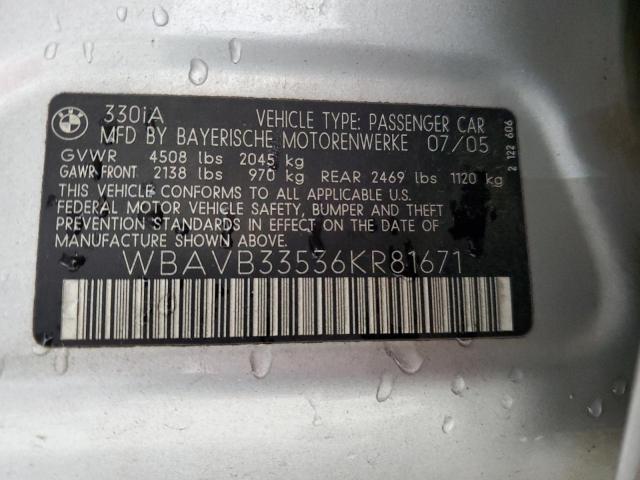 BMW
330iA VEHICLE TYPE: PASSENGER CAR
MFD BY BAYERISCHE MOTORENWERKE 07/05
GVWR 4508 lbs 2045 kg
GAWR FRONT 2138 lbs 970 kg REAR 2469 lbs 1120 kg
THIS VEHICLE CONFORMS TO ALL APPLICABLE U.S.
FEDERAL MOTOR VEHICLE SAFETY, BUMPER AND THEFT
PREVENTION STANDARDS IN EFFECT ON THE DATE OF
MANUFACTURE SHOWN ABOVE.
WBAVB33536KR81671
2 122 606